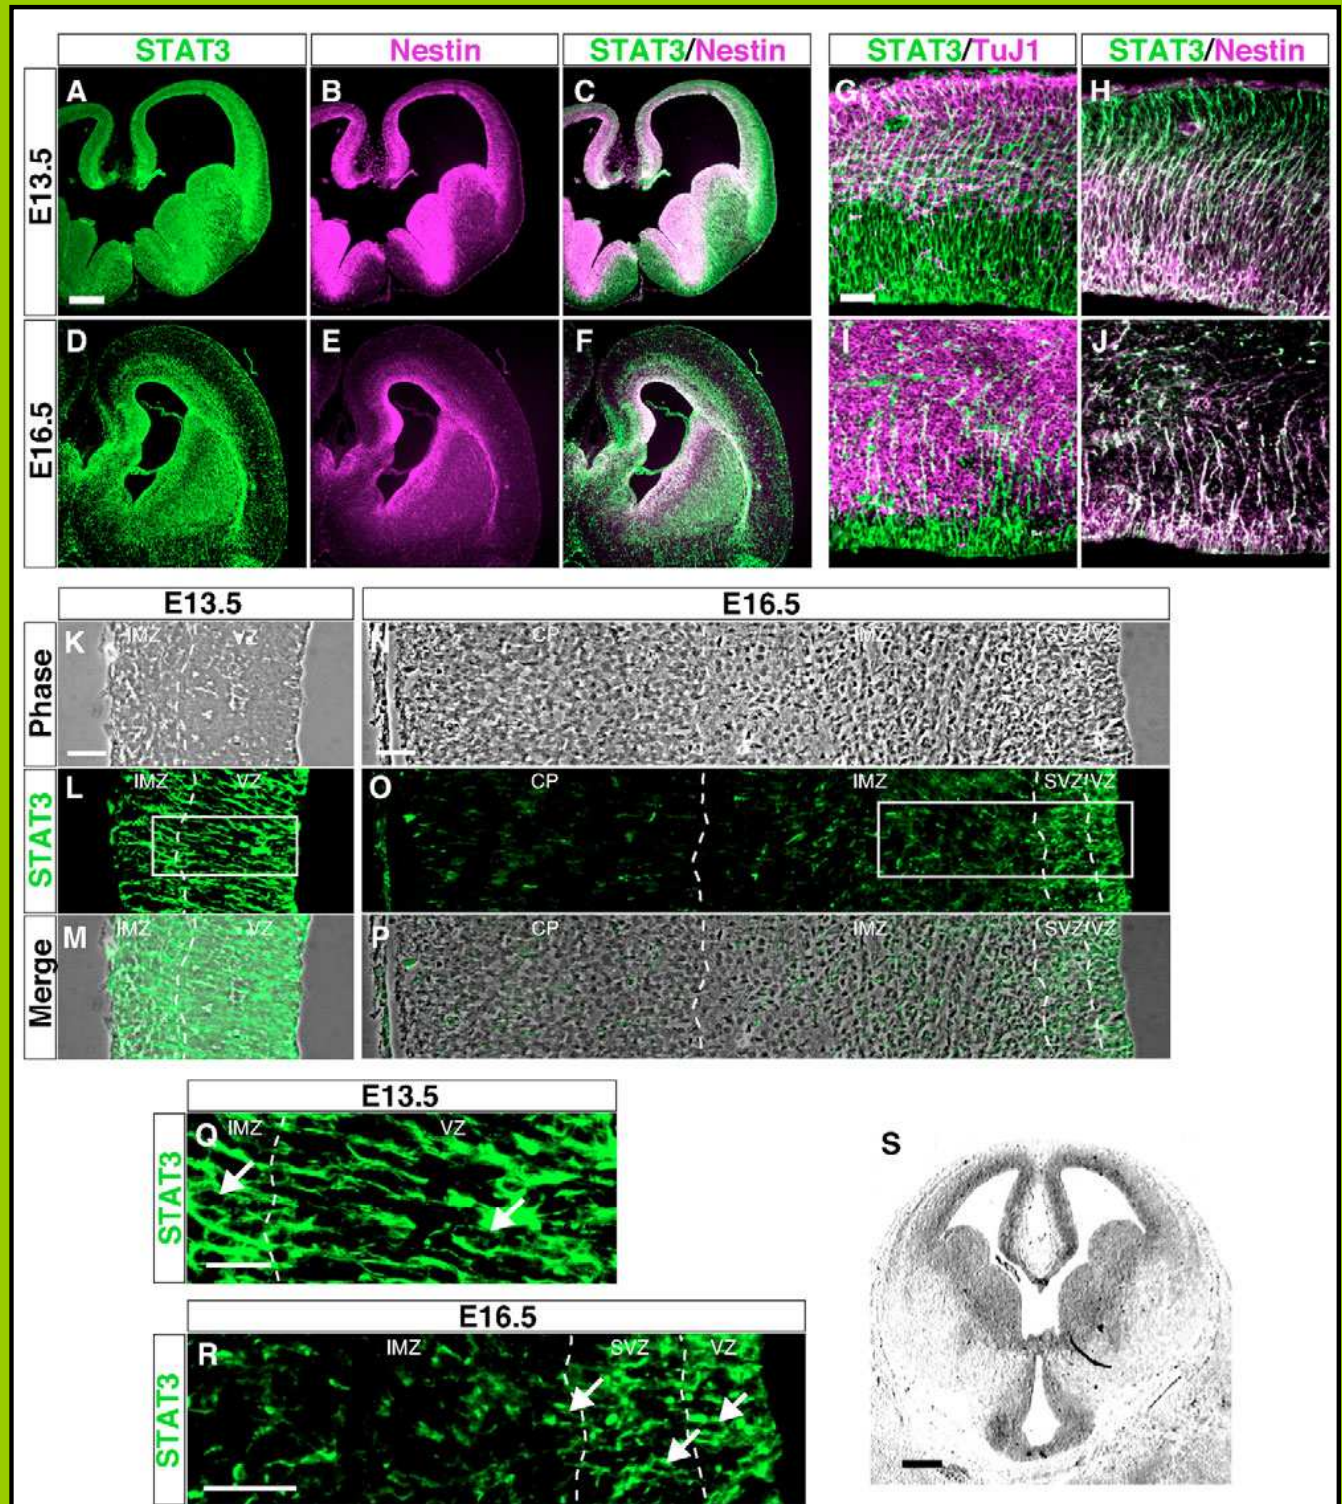 STAT3 Nestin STAT3/Nestin STAT3/TuJ1 STAT3/Nestin
E13.5
A B C G H
E16.5
D E F I J
E13.5 E16.5
Phase
K IMZ VZ N CP IMZ SVZ VZ
STAT3
L IMZ VZ O CP IMZ SVZ VZ
Merge
M IMZ VZ P CP IMZ SVZ VZ
E13.5
STAT3
Q IMZ VZ
S
E16.5
STAT3
R IMZ SVZ VZ